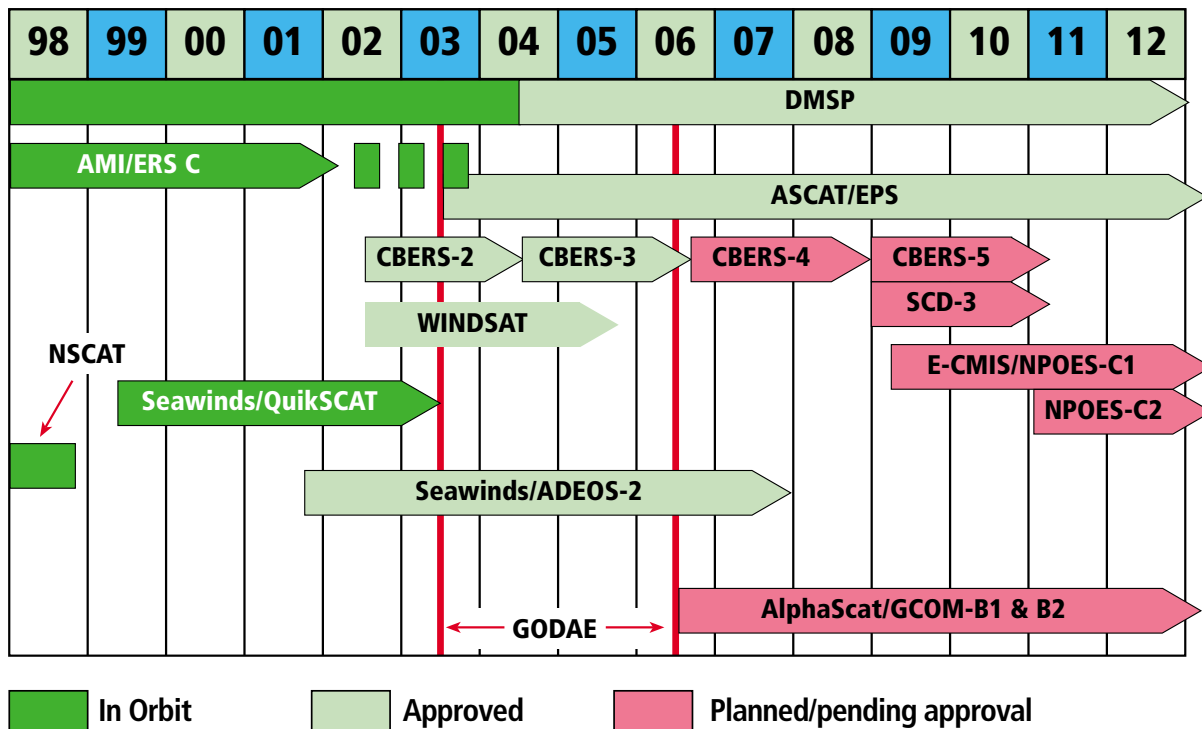 98 99 00 01 02 03 04 05 06 07 08 09 10 11 12
DMSP
AMI/ERS C
ASCAT/EPS
CBERS-2 CBERS-3 CBERS-4 CBERS-5
SCD-3
WINDSAT
NSCAT
E-CMIS/NPOES-C1
Seawinds/QuikSCAT
NPOES-C2
Seawinds/ADEOS-2
AlphaScat/GCOM-B1 & B2
GODAE
In Orbit Approved Planned/pending approval